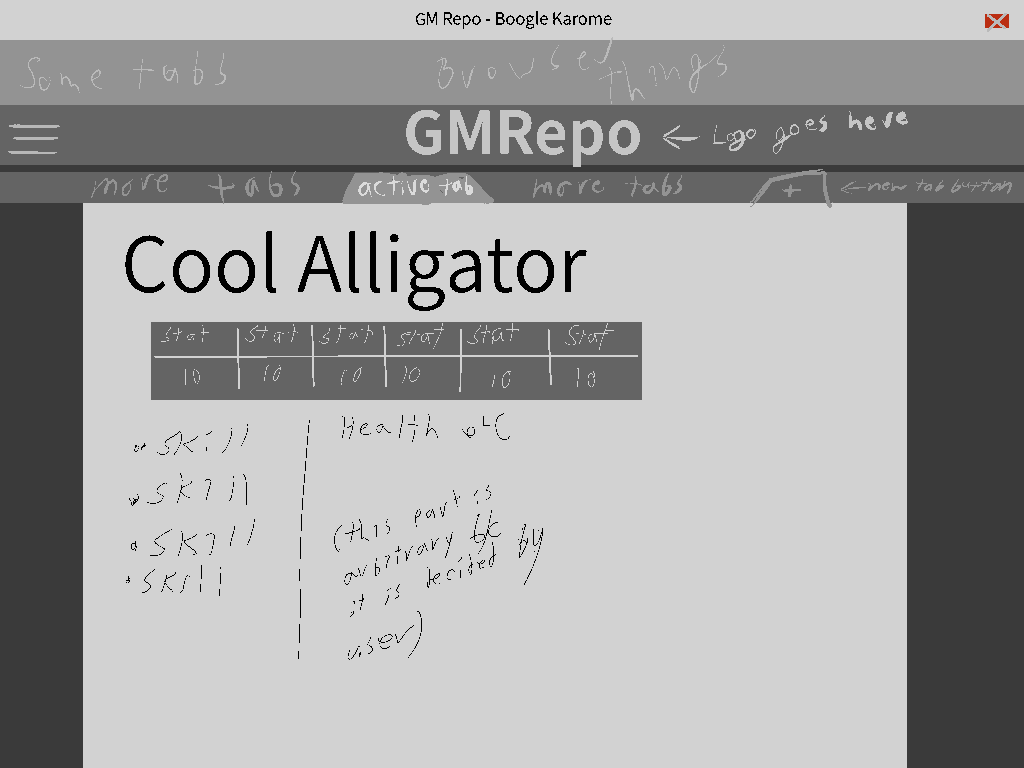 GM Repo - Boogle Karome
Some tabs Browser things
GMRepo ← Logo goes here
more tabs active tab more tabs + ← new tab button
Cool Alligator
stat stat stat stat stat stat
10 10 10 10 10 10
• skill
• skill
• skill
• skill
Health etc
(this part is
arbitrary bc
it is decided by
user)